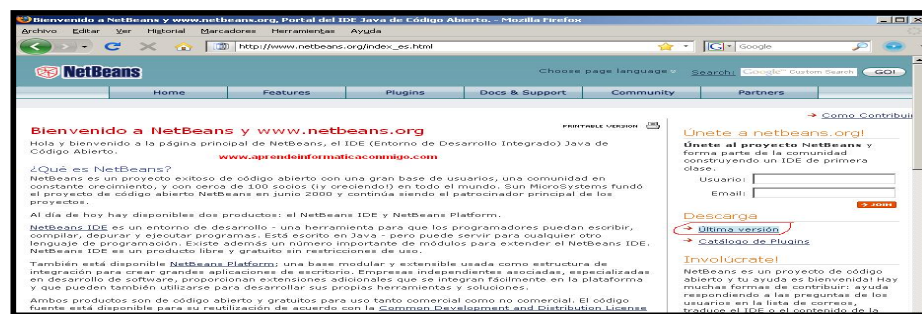 Bienvenido a NetBeans y www.netbeans.org, Portal del IDE Java de Código Abierto. - Mozilla Firefox
Archivo Editar Ver Historial Marcadores Herramientas Ayuda
http://www.netbeans.org/index_es.html
Google
NetBeans
Choose page language
Search:
Google™ Custom Search
GO!
Home Features Plugins Docs & Support Community Partners
Como Contribui
Bienvenido a NetBeans y www.netbeans.org
PRINTABLE VERSION
Hola y bienvenido a la página principal de NetBeans, el IDE (Entorno de Desarrollo Integrado) Java de
Código Abierto.
www.aprendeinformaticaconmigo.com
¿Qué es NetBeans?
NetBeans es un proyecto exitoso de código abierto con una gran base de usuarios, una comunidad en
constante crecimiento, y con cerca de 100 socios (¡y creciendo!) en todo el mundo. Sun MicroSystems fundó
el proyecto de código abierto NetBeans en junio 2000 y continúa siendo el patrocinador principal de los
proyectos.
Al día de hoy hay disponibles dos productos: el NetBeans IDE y NetBeans Platform.
NetBeans IDE es un entorno de desarrollo - una herramienta para que los programadores puedan escribir,
compilar, depurar y ejecutar programas. Está escrito en Java - pero puede servir para cualquier otro
lenguaje de programación. Existe además un número importante de módulos para extender el NetBeans IDE.
NetBeans IDE es un producto libre y gratuito sin restricciones de uso.
También está disponible NetBeans Platform; una base modular y extensible usada como estructura de
integración para crear grandes aplicaciones de escritorio. Empresas independientes asociadas, especializadas
en desarrollo de software, proporcionan extensiones adicionales que se integran fácilmente en la plataforma
y que pueden también utilizarse para desarrollar sus propias herramientas y soluciones.
Ambos productos son de código abierto y gratuitos para uso tanto comercial como no comercial. El código
fuente está disponible para su reutilización de acuerdo con la Common Development and Distribution License
Únete a netbeans.org!
Únete al proyecto NetBeans y
forma parte de la comunidad
construyendo un IDE de primera
clase.
Usuario:
Email:
JOIN
Descarga
Última versión
Catálogo de Plugins
Involúcrate!
NetBeans es un proyecto de código
abierto y tu ayuda es bienvenida! Hay
muchas formas de contribuir: ayuda
respondiendo a las preguntas de los
usuarios en la lista de correos,
traduce el IDE o el contenido de la